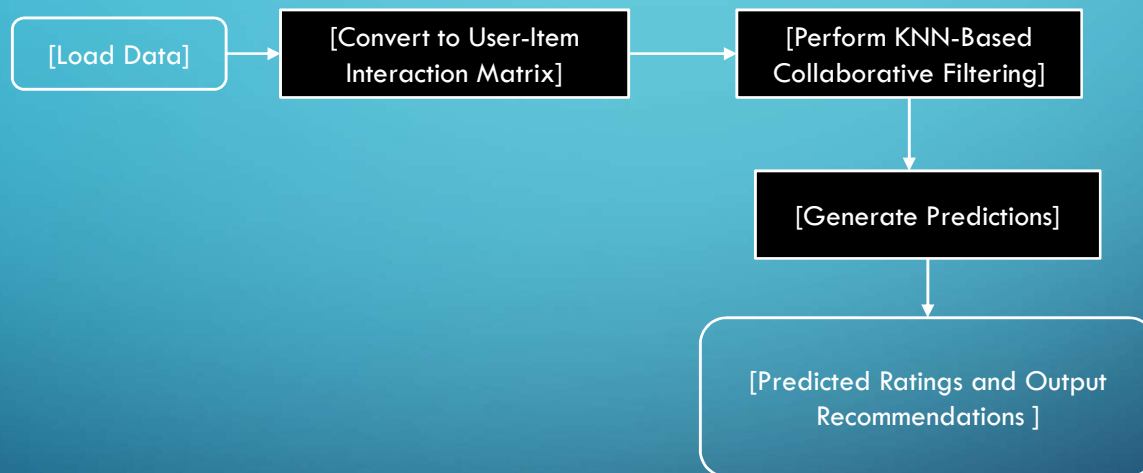 [Load Data]
[Convert to User-Item
Interaction Matrix]
[Perform KNN-Based
Collaborative Filtering]
[Generate Predictions]
[Predicted Ratings and Output
Recommendations ]